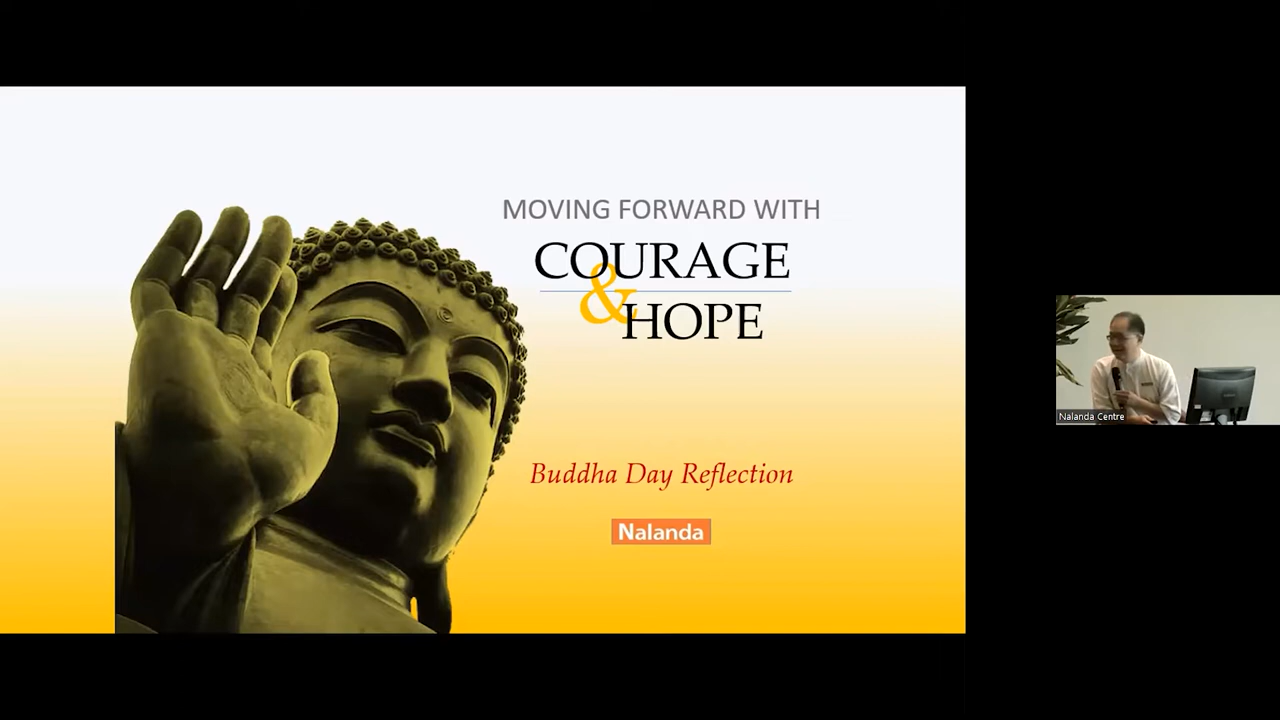 MOVING FORWARD WITH
COURAGE
&
HOPE
Buddha Day Reflection
Nalanda
Nalanda Centre